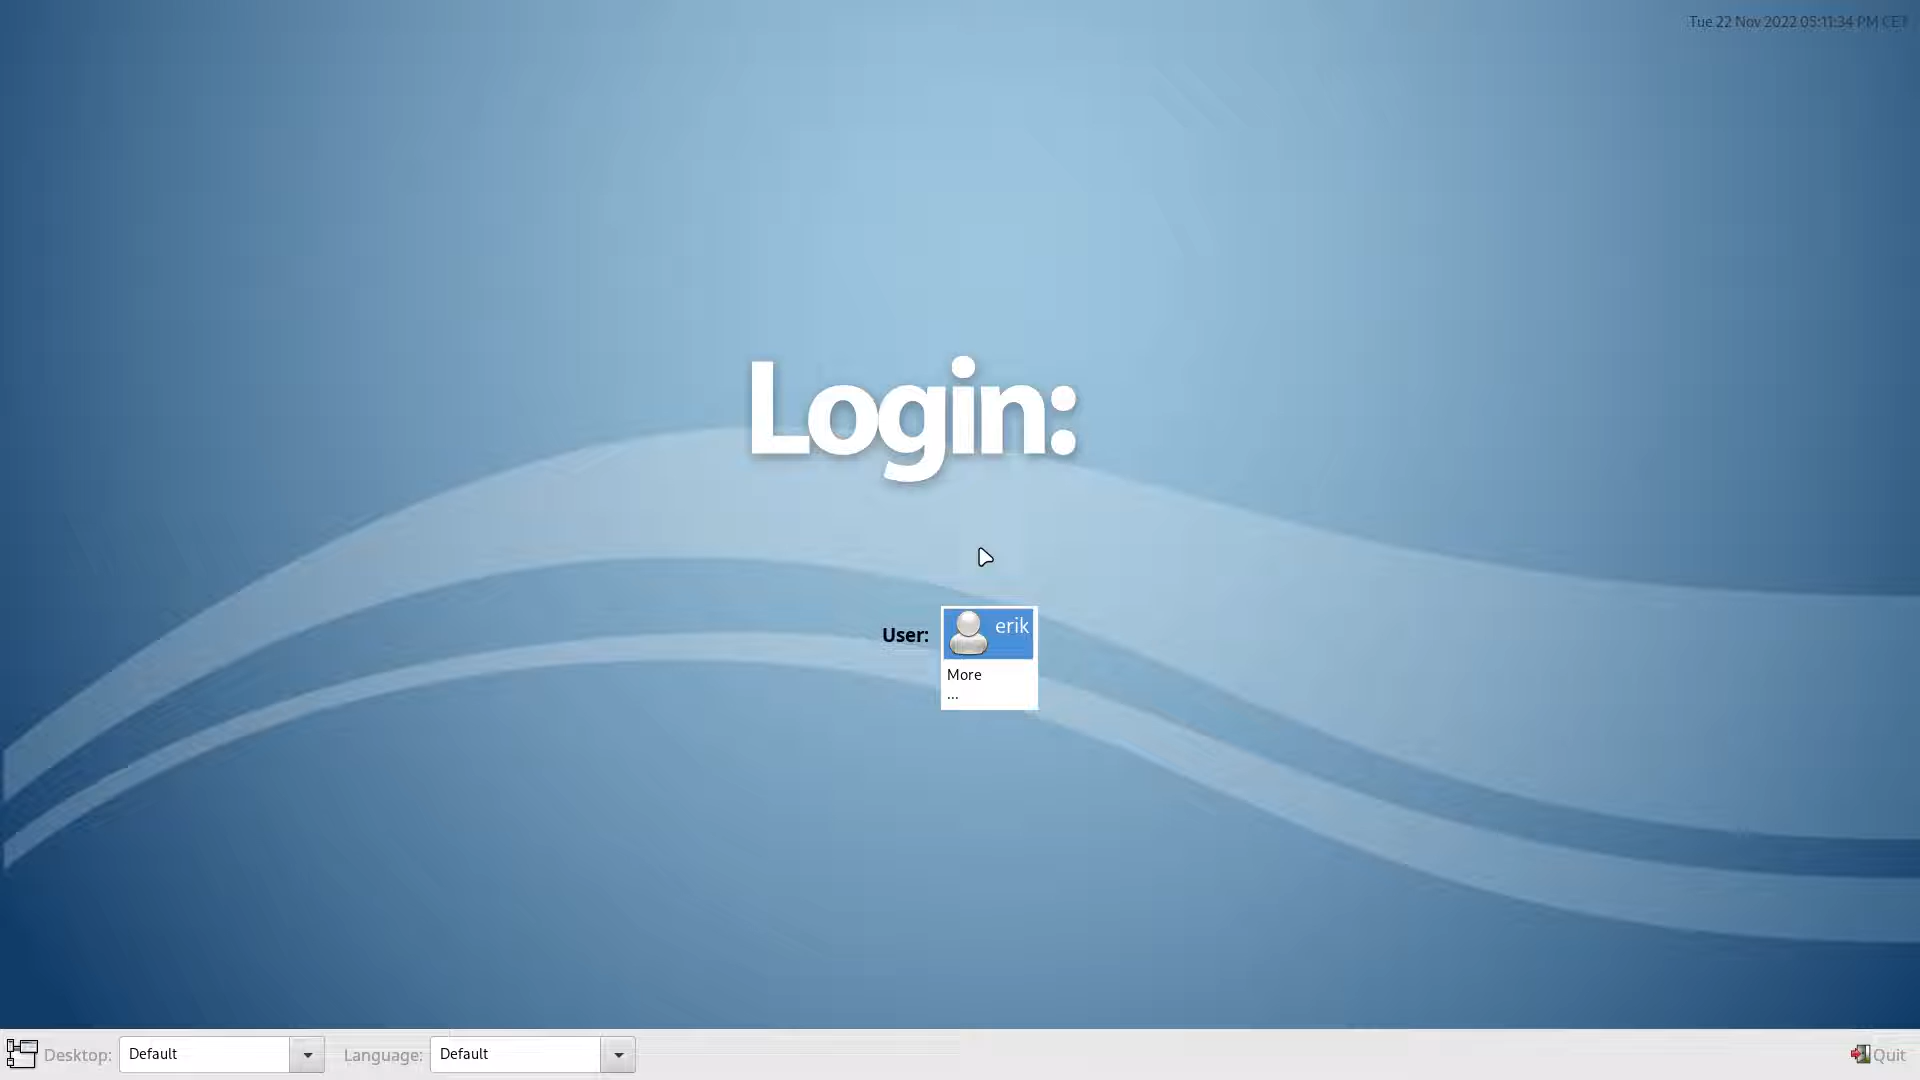 Tue 22 Nov 2022 05:11:34 PM CET
Login:
User:
erik
More
...
Desktop: Default Language: Default Quit